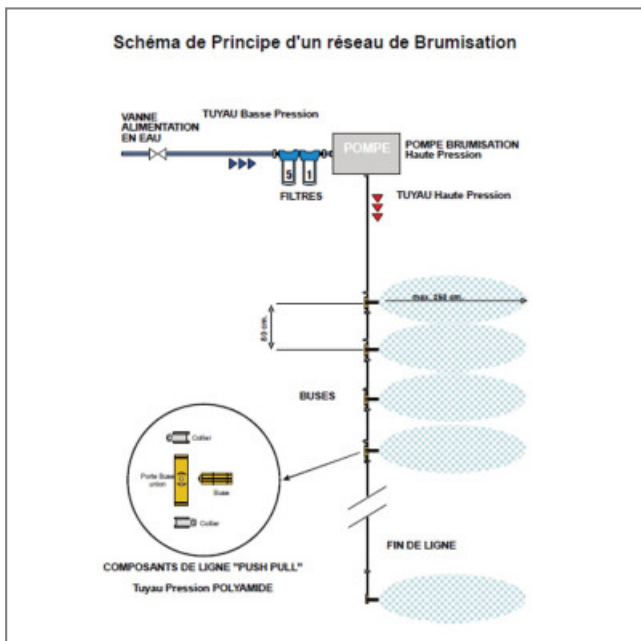 Schéma de Principe d'un réseau de Brumisation
VANNE
ALIMENTATION
EN EAU
TUYAU Basse Pression
POMPE
POMPE BRUMISATION
Haute Pression
5
1
FILTRES
TUYAU Haute Pression
max. 250 cm.
80 cm.
BUSES
Collier
Porte Buse
union
Buse
Collier
COMPOSANTS DE LIGNE "PUSH PULL"
Tuyau Pression POLYAMIDE
FIN DE LIGNE